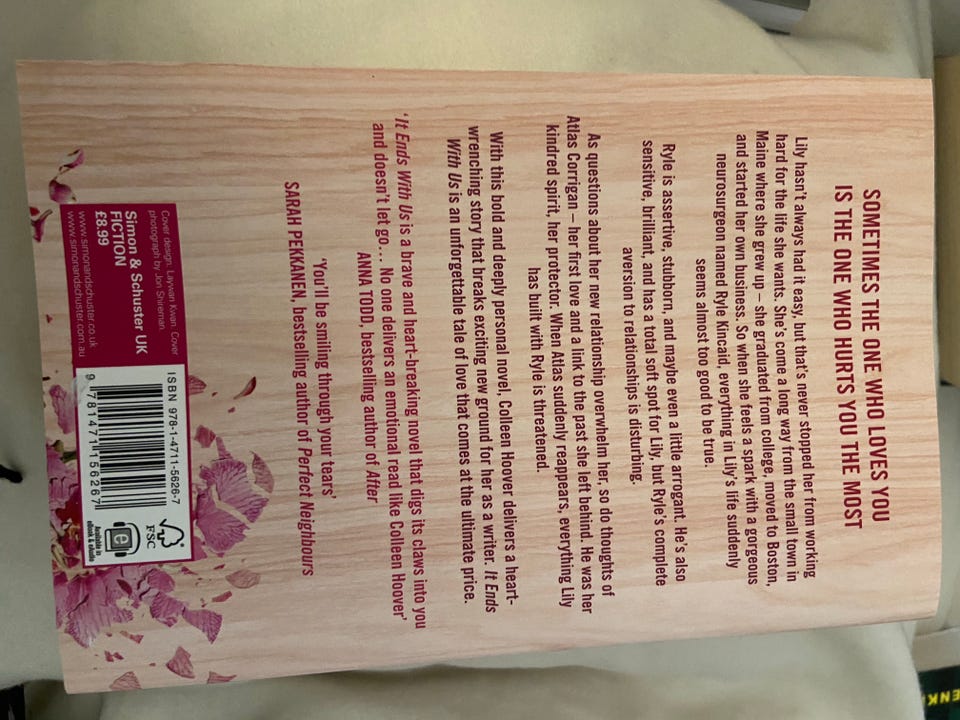 SOMETIMES THE ONE WHO LOVES YOU
IS THE ONE WHO HURTS YOU THE MOST
Lily hasn't always had it easy, but that's never stopped her from working
hard for the life she wants. She's come a long way from the small town in
Maine where she grew up – she graduated from college, moved to Boston,
and started her own business. So when she feels a spark with a gorgeous
neurosurgeon named Ryle Kincaid, everything in Lily's life suddenly
seems almost too good to be true.
Ryle is assertive, stubborn, and maybe even a little arrogant. He's also
sensitive, brilliant, and has a total soft spot for Lily, but Ryle's complete
aversion to relationships is disturbing.
As questions about her new relationship overwhelm her, so do thoughts of
Atlas Corrigan – her first love and a link to the past she left behind. He was her
kindred spirit, her protector. When Atlas suddenly reappears, everything Lily
has built with Ryle is threatened.
With this bold and deeply personal novel, Colleen Hoover delivers a heart-
wrenching story that breaks exciting new ground for her as a writer. It Ends
With Us is an unforgettable tale of love that comes at the ultimate price.
'It Ends With Us is a brave and heart-breaking novel that digs its claws into you
and doesn't let go… No one delivers an emotional read like Colleen Hoover'
ANNA TODD, bestselling author of After
'You'll be smiling through your tears'
SARAH PEKKANEN, bestselling author of Perfect Neighbours
Cover design: Laywan Kwan. Cover
photograph by Jon Shireman.
Simon & Schuster UK
FICTION
£8.99
www.simonandschuster.co.uk
www.simonandschuster.com.au
ISBN 978-1-4711-5626-7
9 781471 156267
FSC
Available in
eBook & eAudio
e